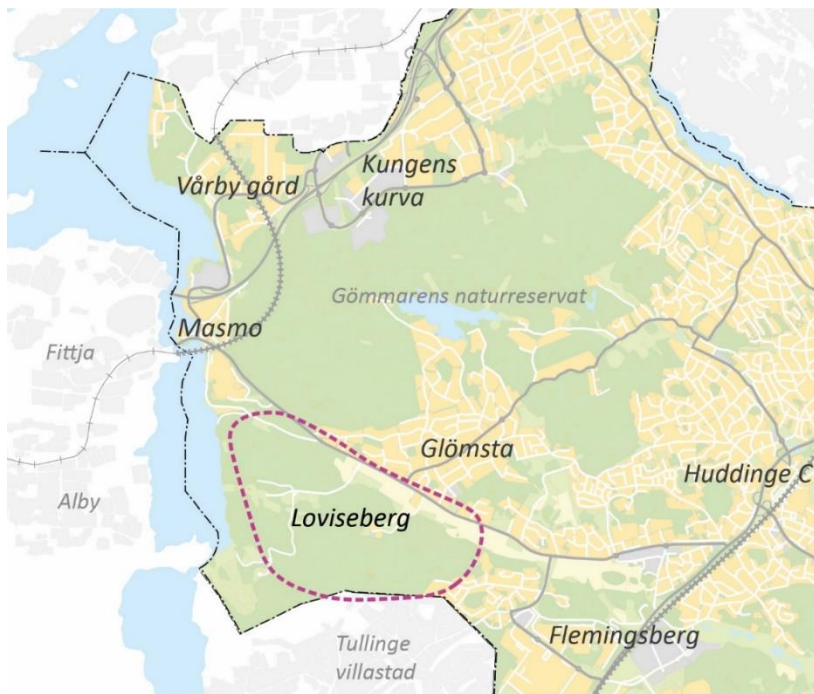 Vårby gård
Kungens
kurva
Gömmarens naturreservat
Masmo
Fittja
Glömsta
Huddinge C
Alby
Loviseberg
Flemingsberg
Tullinge
villastad